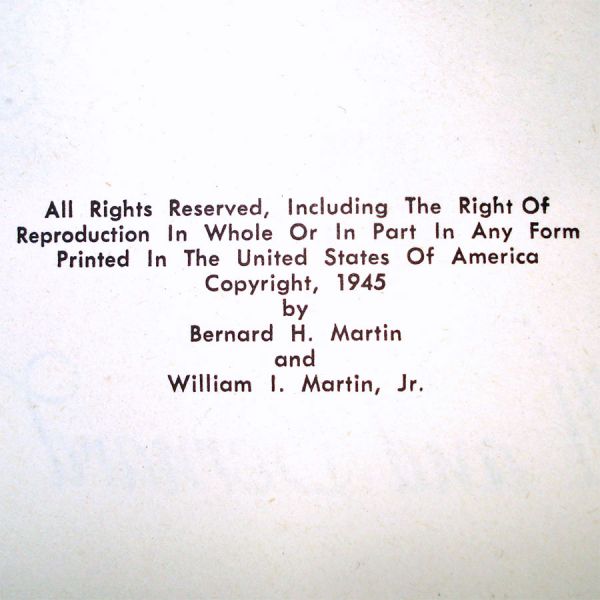 All Rights Reserved, Including The Right Of
Reproduction In Whole Or In Part In Any Form
Printed In The United States Of America
Copyright, 1945
by
Bernard H. Martin
and
William I. Martin, Jr.